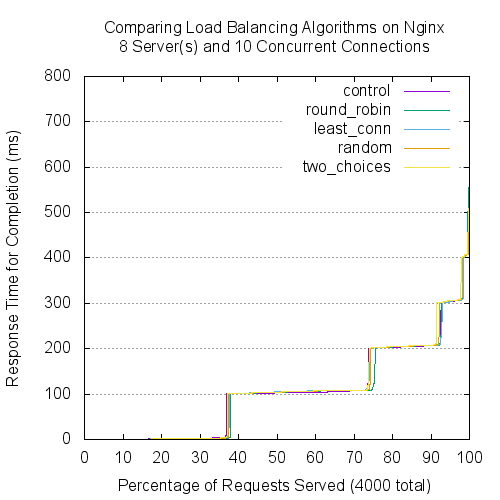 Comparing Load Balancing Algorithms on Nginx
8 Server(s) and 10 Concurrent Connections
800
700
600
500
400
300
200
100
0
Response Time for Completion (ms)
control
round_robin
least_conn
random
two_choices
0 10 20 30 40 50 60 70 80 90 100
Percentage of Requests Served (4000 total)